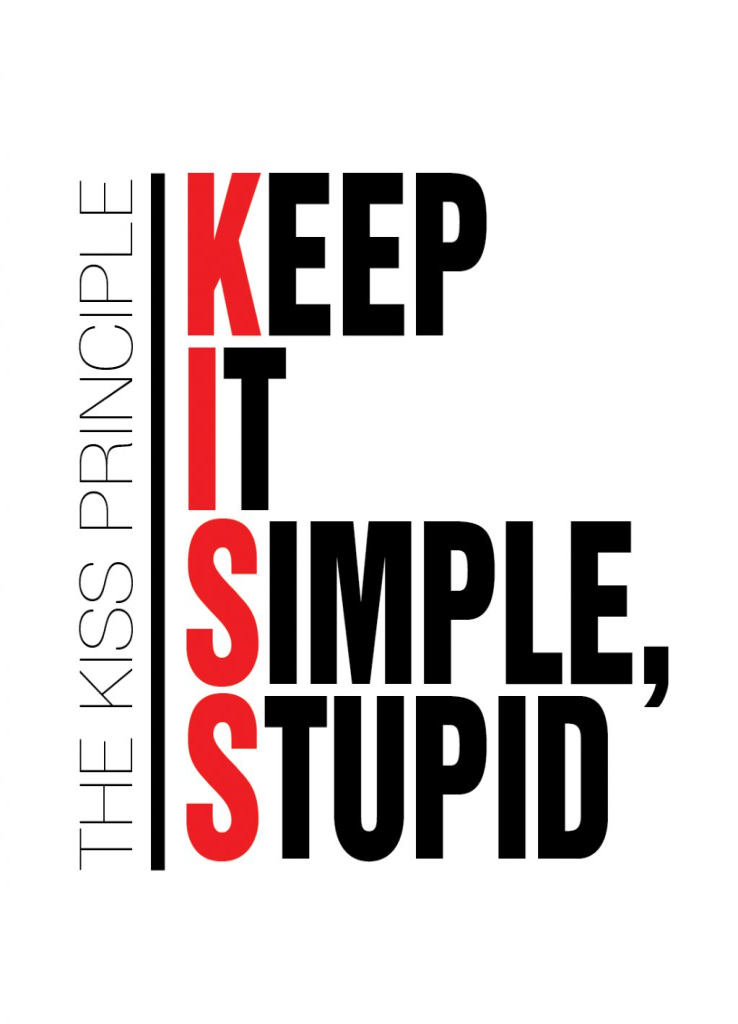 THE KISS PRINCIPLE
KEEP
IT
SIMPLE,
STUPID